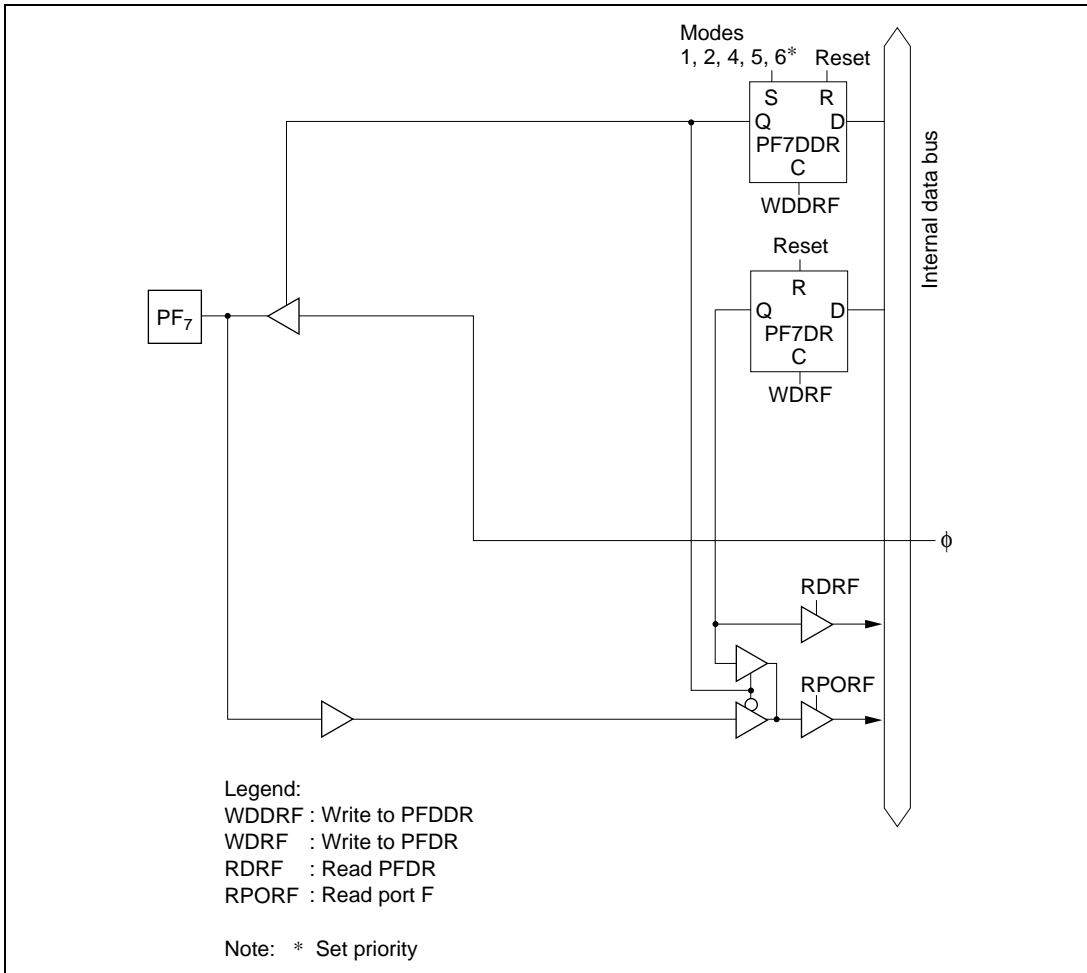 Modes
1, 2, 4, 5, 6* Reset
S R
Q D
PF7DDR
C
WDDRF
Internal data bus
Reset
R
Q D
PF7DR
C
WDRF
PF7
ϕ
RDRF
RPORF
Legend:
WDDRF : Write to PFDDR
WDRF : Write to PFDR
RDRF : Read PFDR
RPORF : Read port F
Note: * Set priority